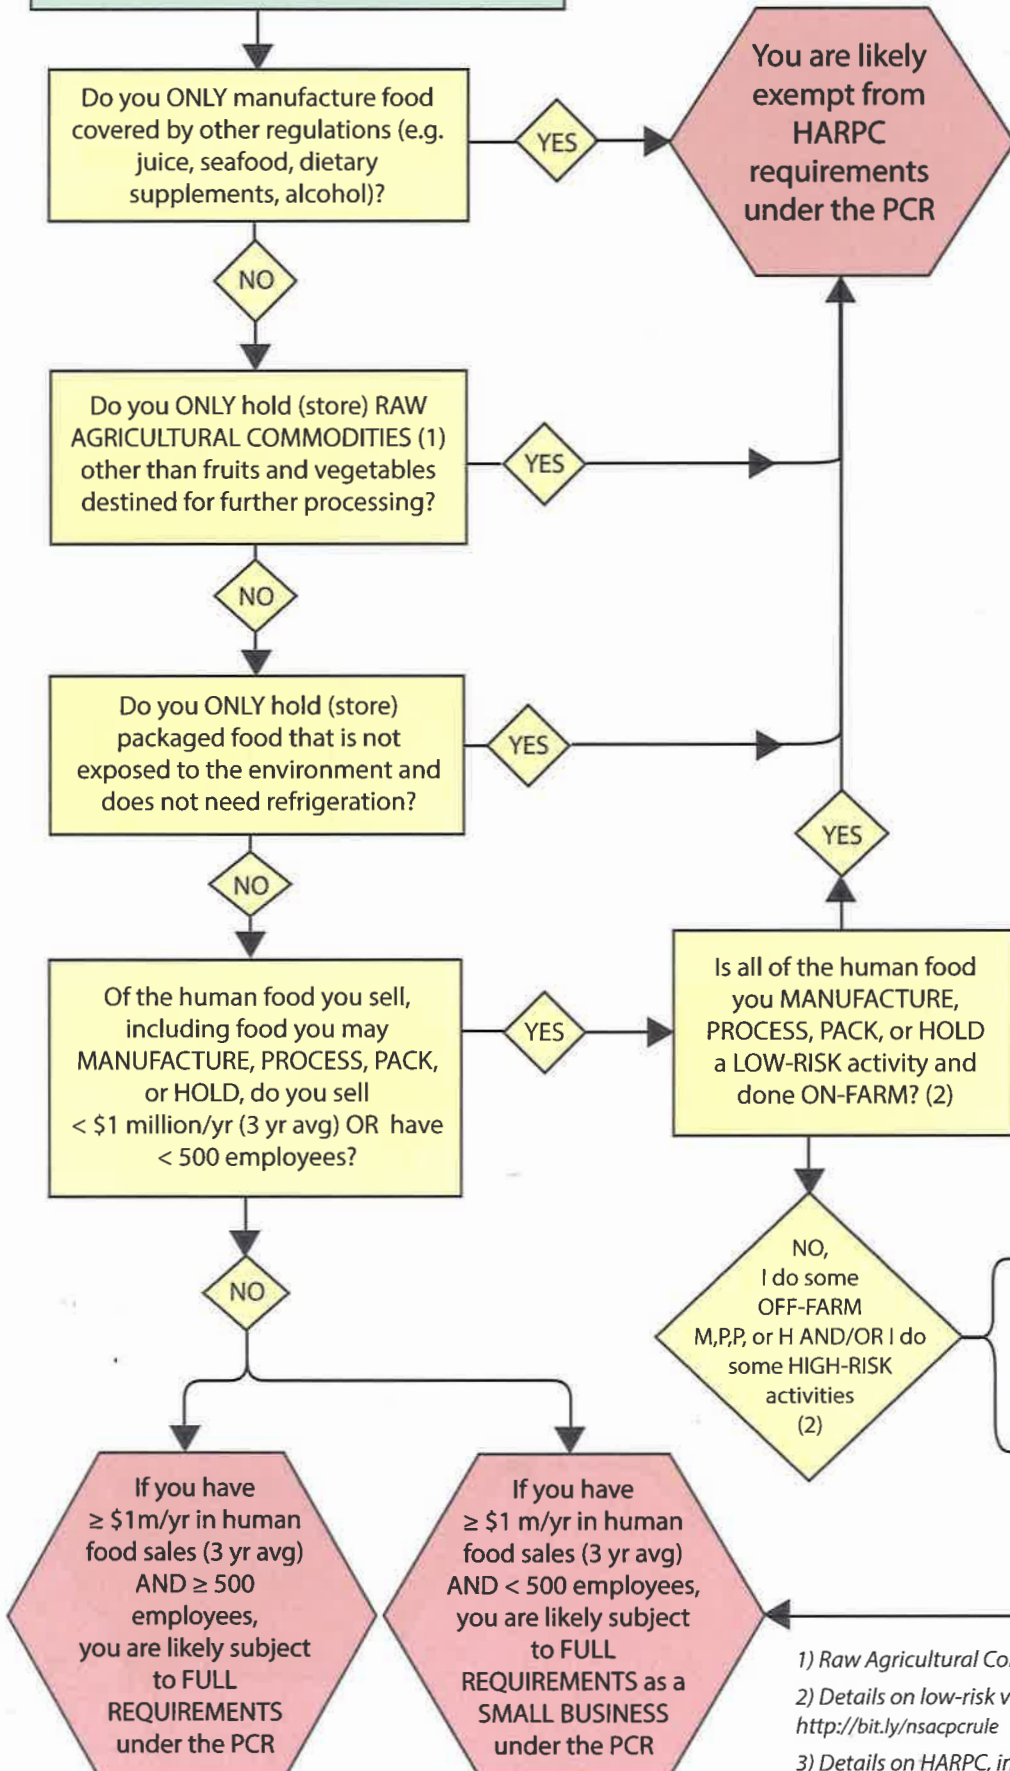 Do you ONLY manufacture food
covered by other regulations (e.g.
juice, seafood, dietary
supplements, alcohol)?
YES
You are likely
exempt from
HARPC
requirements
under the PCR
NO
Do you ONLY hold (store) RAW
AGRICULTURAL COMMODITIES (1)
other than fruits and vegetables
destined for further processing?
YES
NO
Do you ONLY hold (store)
packaged food that is not
exposed to the environment and
does not need refrigeration?
YES
NO
YES
Of the human food you sell,
including food you may
MANUFACTURE, PROCESS, PACK,
or HOLD, do you sell
< $1 million/yr (3 yr avg) OR have
< 500 employees?
YES
Is all of the human food
you MANUFACTURE,
PROCESS, PACK, or HOLD
a LOW-RISK activity and
done ON-FARM? (2)
NO
NO,
I do some
OFF-FARM
M,P,P, or H AND/OR I do
some HIGH-RISK
activities
(2)
If you have
≥ $1m/yr in human
food sales (3 yr avg)
AND ≥ 500
employees,
you are likely subject
to FULL
REQUIREMENTS
under the PCR
If you have
≥ $1 m/yr in human
food sales (3 yr avg)
AND < 500 employees,
you are likely subject
to FULL
REQUIREMENTS as a
SMALL BUSINESS
under the PCR
1) Raw Agricultural Co
2) Details on low-risk v
http://bit.ly/nsacpcrule
3) Details on HARPC, in